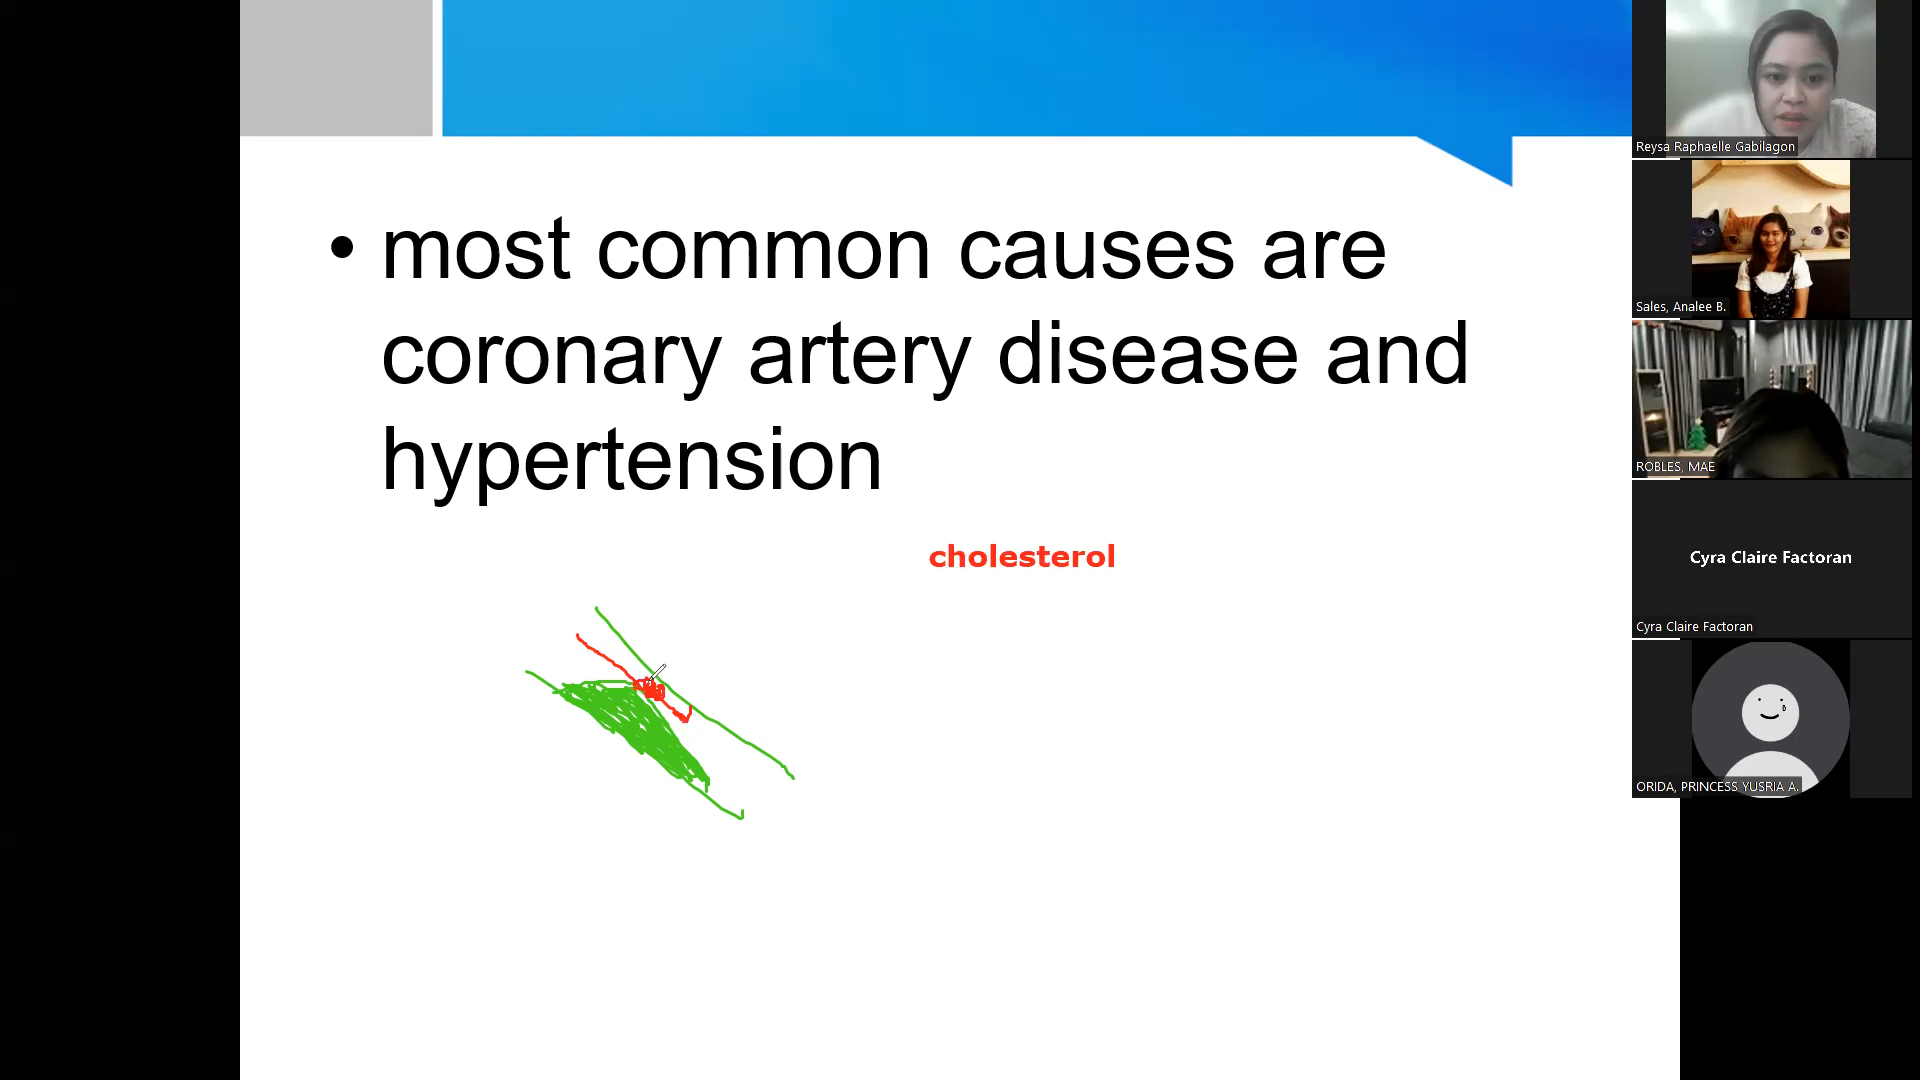 • most common causes are
coronary artery disease and
hypertension
cholesterol
Reysa Raphaelle Gabilagon
Sales, Analee B.
ROBLES, MAE
Cyra Claire Factoran
Cyra Claire Factoran
ORIDA, PRINCESS YUSRIA A.